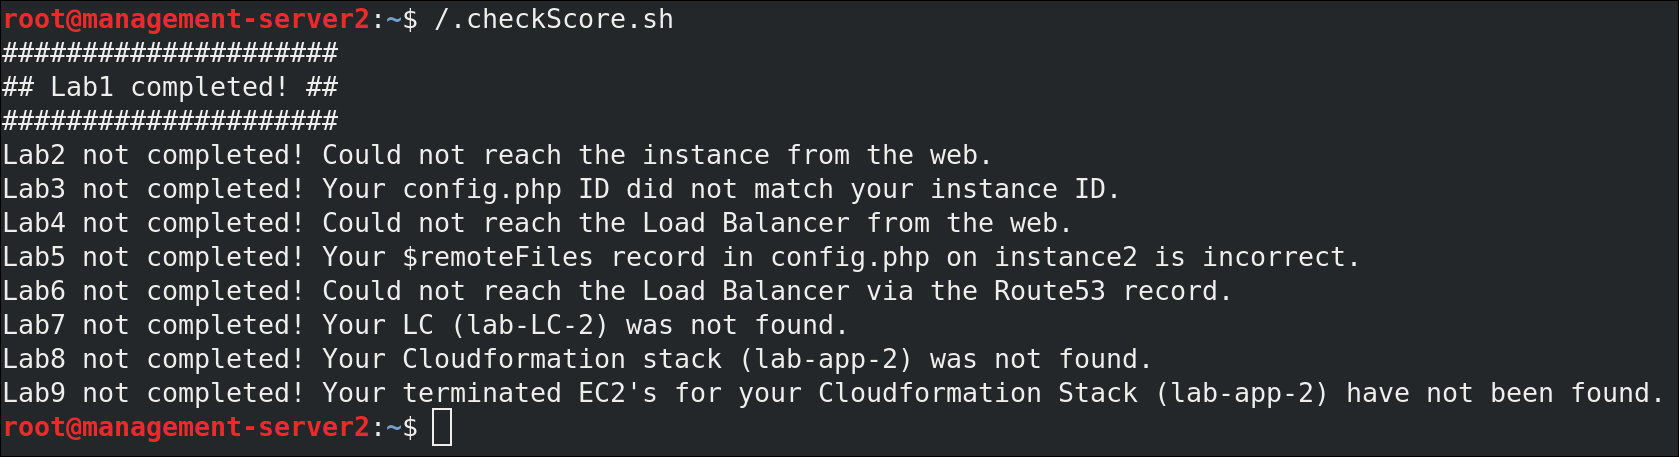 root@management-server2:~$ /.checkScore.sh
#####################
## Lab1 completed! ##
#####################
Lab2 not completed! Could not reach the instance from the web.
Lab3 not completed! Your config.php ID did not match your instance ID.
Lab4 not completed! Could not reach the Load Balancer from the web.
Lab5 not completed! Your $remoteFiles record in config.php on instance2 is incorrect.
Lab6 not completed! Could not reach the Load Balancer via the Route53 record.
Lab7 not completed! Your LC (lab-LC-2) was not found.
Lab8 not completed! Your Cloudformation stack (lab-app-2) was not found.
Lab9 not completed! Your terminated EC2's for your Cloudformation Stack (lab-app-2) have not been found.
root@management-server2:~$